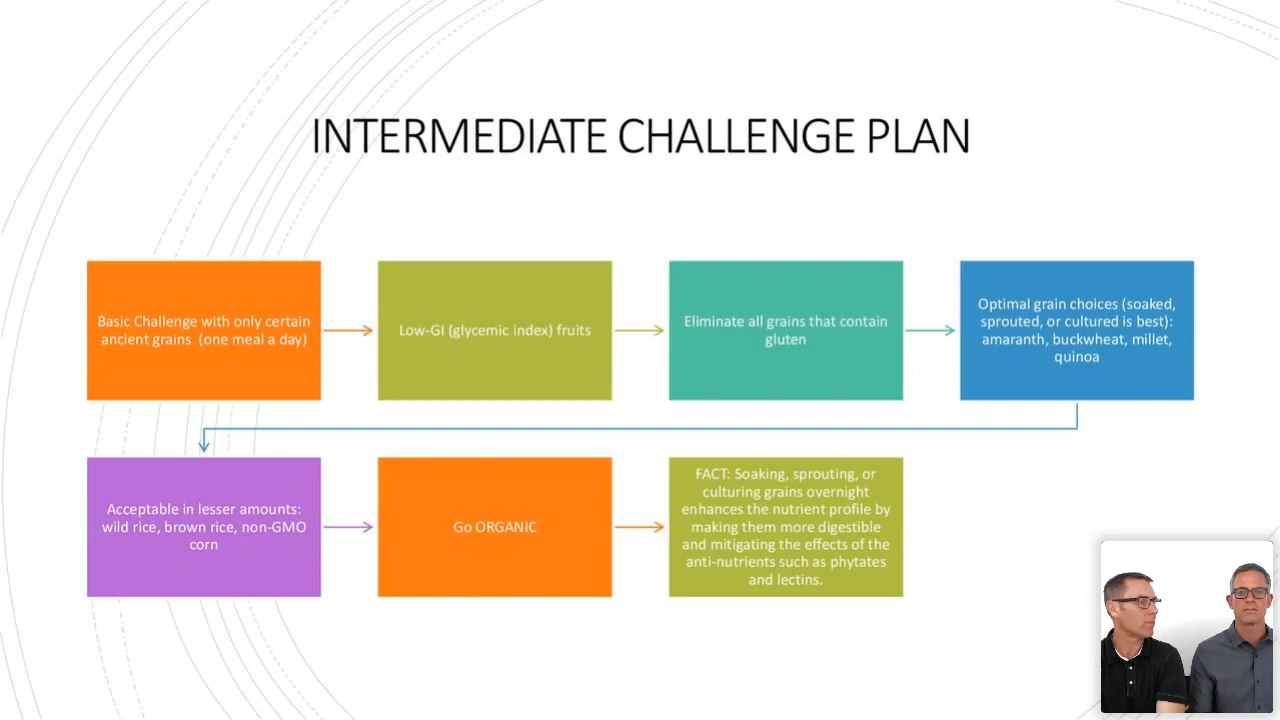 INTERMEDIATE CHALLENGE PLAN
Basic Challenge with only certain
ancient grains  (one meal a day)
Low-GI (glycemic index) fruits
Eliminate all grains that contain
gluten
Optimal grain choices (soaked,
sprouted, or cultured is best):
amaranth, buckwheat, millet,
quinoa
Acceptable in lesser amounts:
wild rice, brown rice, non-GMO
corn
Go ORGANIC
FACT: Soaking, sprouting, or
culturing grains overnight
enhances the nutrient profile by
making them more digestible
and mitigating the effects of the
anti-nutrients such as phytates
and lectins.